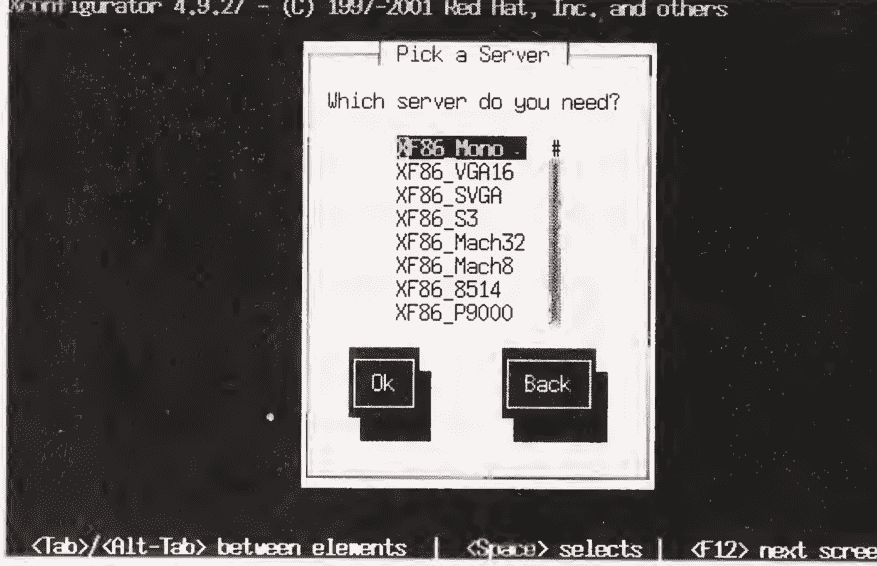 Xconfigurator 4.9.27 - (C) 1997-2001 Red Hat, Inc. and others
Pick a Server
Which server do you need?
XF86_Mono
#
XF86_VGA16
XF86_SVGA
XF86_S3
XF86_Mach32
XF86_Mach8
XF86_8514
XF86_P9000
Ok
Back
<Tab>/<Alt-Tab> between elements | <Space> selects | <F12> next scree